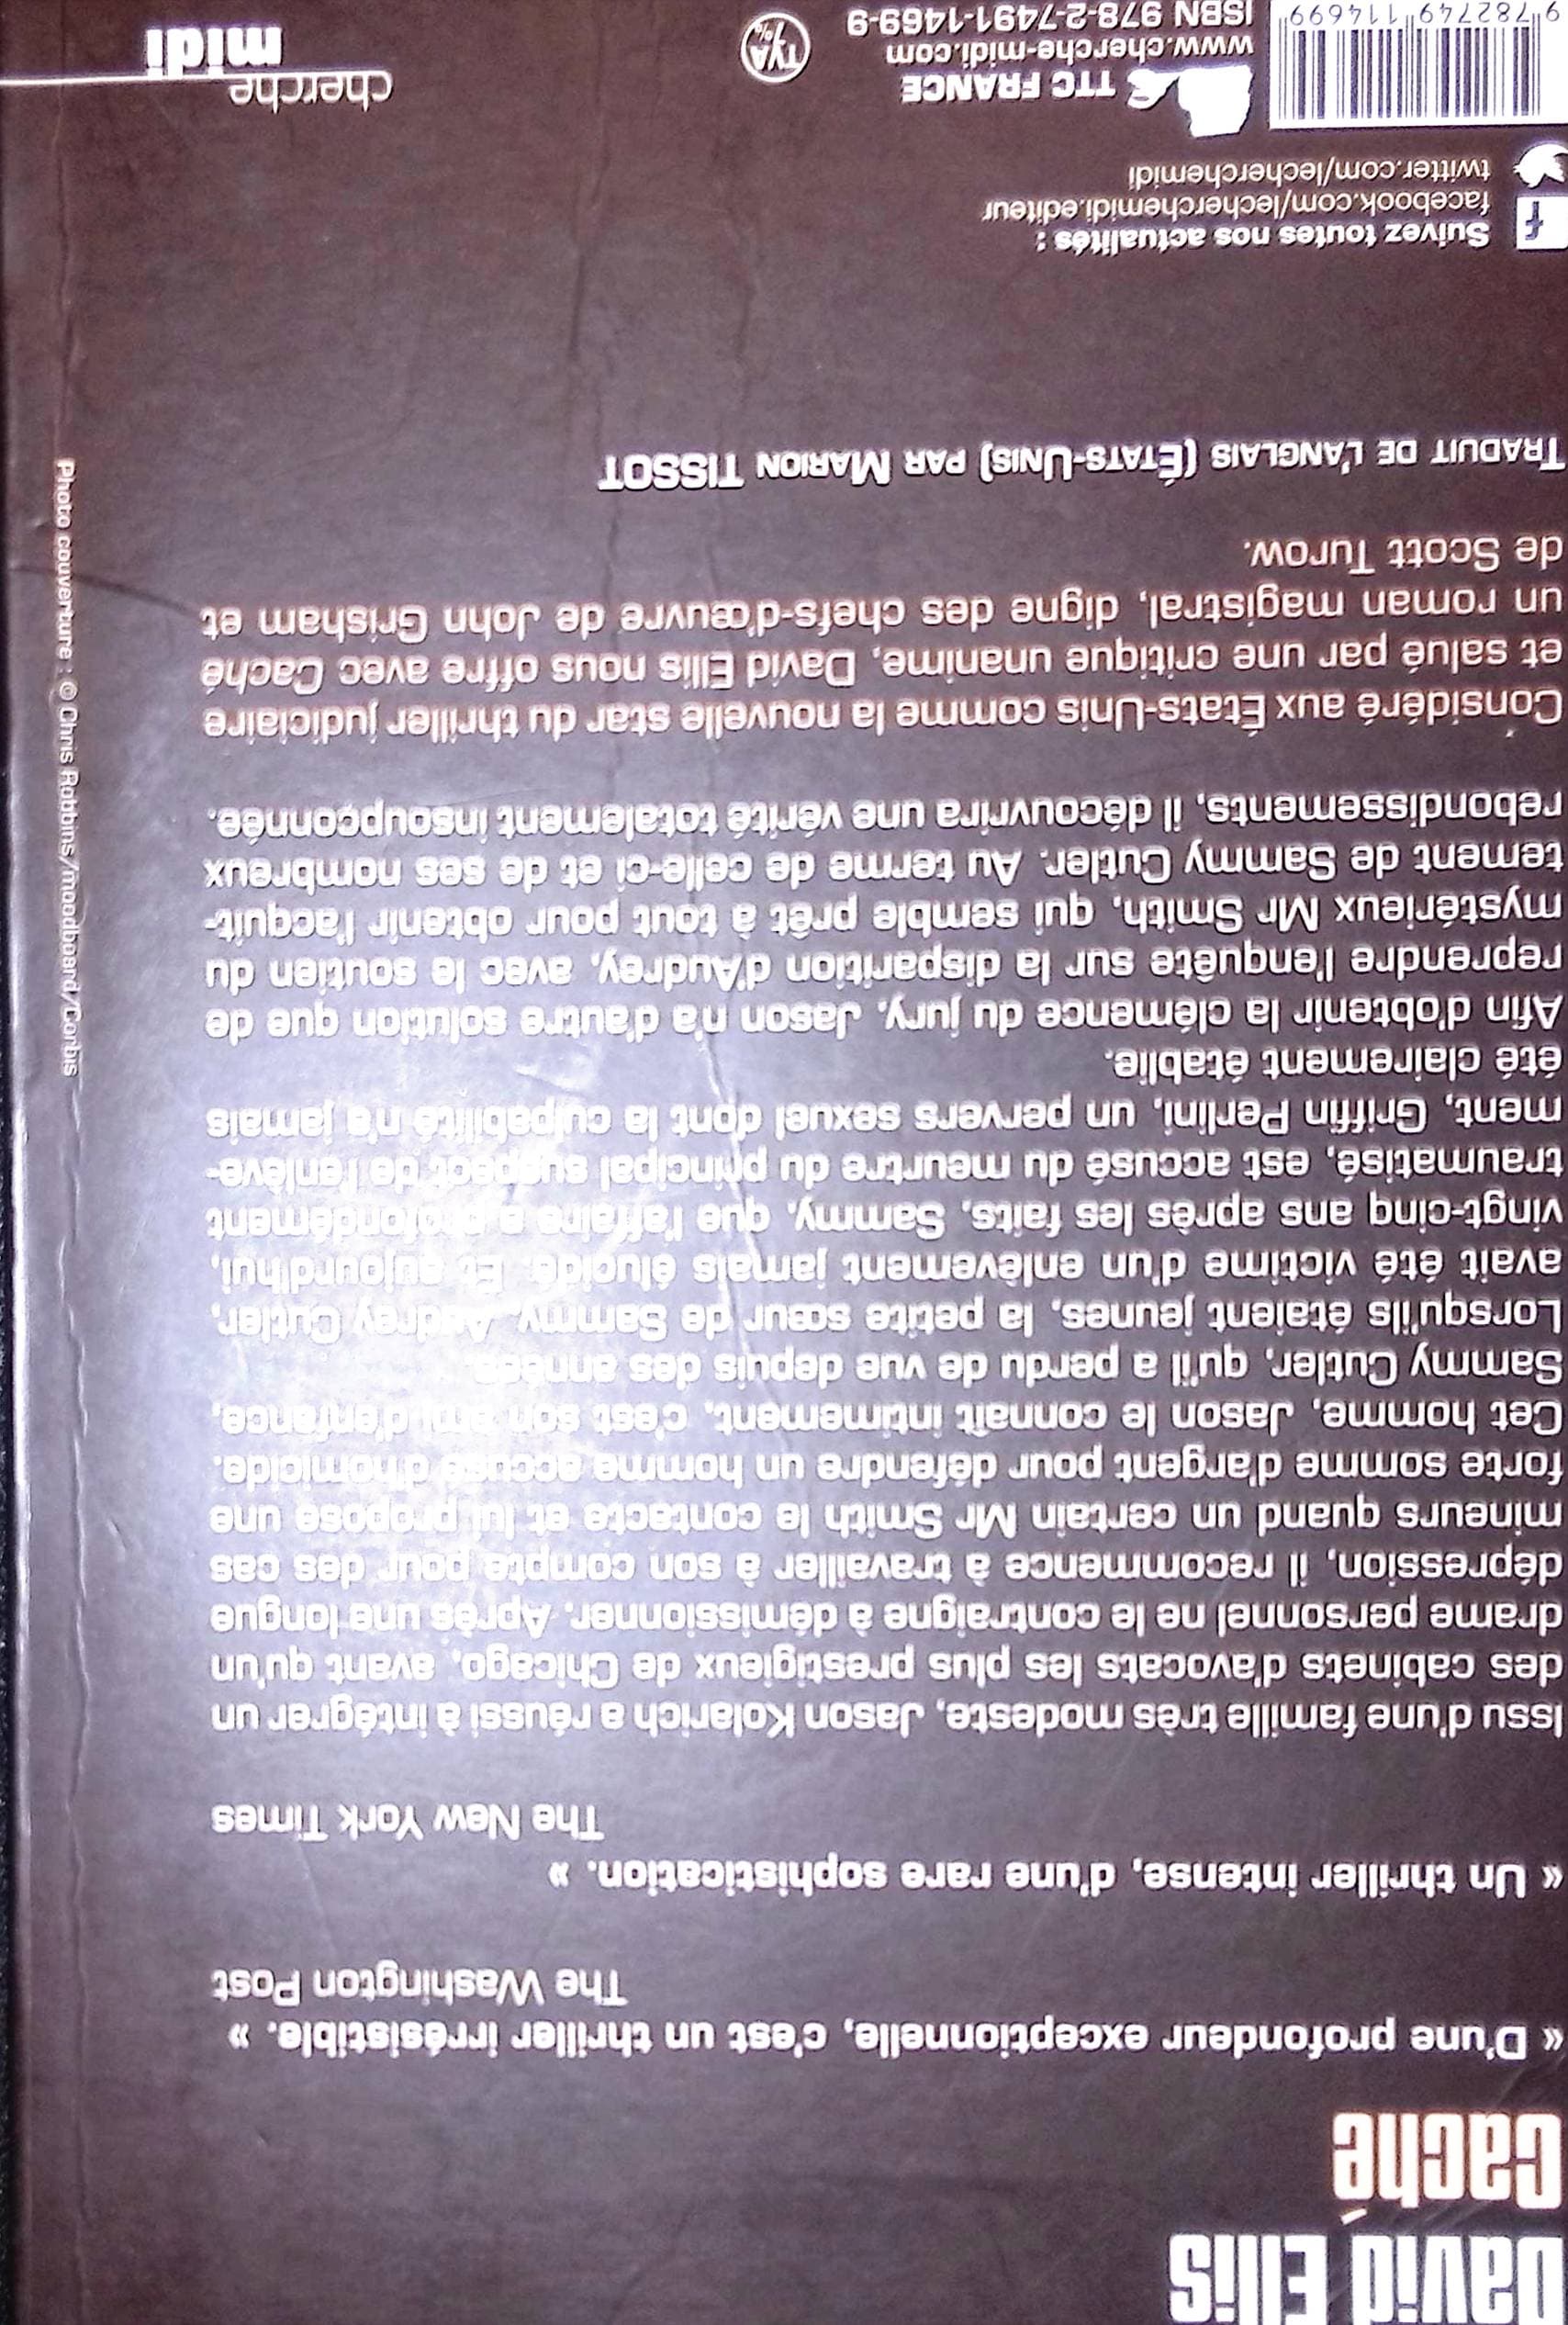 David Ellis
caché
« D'une profondeur exceptionnelle, c'est un thriller irrésistible. »
The Washington Post
« Un thriller intense, d'une rare sophistication. »
The New York Times
Issu d'une famille très modeste, Jason Kolarich a réussi à intégrer un
des cabinets d'avocats les plus prestigieux de Chicago, avant qu'un
drame personnel ne le contraigne à démissionner. Après une longue
dépression, il recommence à travailler à son compte pour des cas
mineurs quand un certain Mr Smith le contacte et lui propose une
forte somme d'argent pour défendre un homme accusé d'homicide.
Cet homme, Jason le connaît intimement, c'est son ami d'enfance,
Sammy Cutler, qu'il a perdu de vue depuis des années.
Lorsqu'ils étaient jeunes, la petite sœur de Sammy, Audrey Cutler,
avait été victime d'un enlèvement jamais élucidé. Et aujourd'hui,
vingt-cinq ans après les faits, Sammy, que l'affaire a profondément
traumatisé, est accusé du meurtre du principal suspect de l'enlève-
ment, Griffin Perlini, un pervers sexuel dont la culpabilité n'a jamais
été clairement établie.
Afin d'obtenir la clémence du jury, Jason n'a d'autre solution que de
reprendre l'enquête sur la disparition d'Audrey, avec le soutien du
mystérieux Mr Smith, qui semble prêt à tout pour obtenir l'acquit-
tement de Sammy Cutler. Au terme de celle-ci et de ses nombreux
rebondissements, il découvrira une vérité totalement insoupçonnée.
Considéré aux États-Unis comme la nouvelle star du thriller judiciaire
et salué par une critique unanime, David Ellis nous offre avec Caché
un roman magistral, digne des chefs-d'œuvre de John Grisham et
de Scott Turow.
TRADUIT DE L'ANGLAIS (ÉTATS-UNIS) PAR MARION TISSOT
Suivez toutes nos actualités :
facebook.com/lecherchemidi.editeur
twitter.com/lecherchemidi
TTC FRANCE
www.cherche-midi.com
ISBN 978-2-7491-1469-9
9 782749 114699
TVA
7%
cherche
midi
Photo couverture : © Chris Robbins/moodboard/Corbis